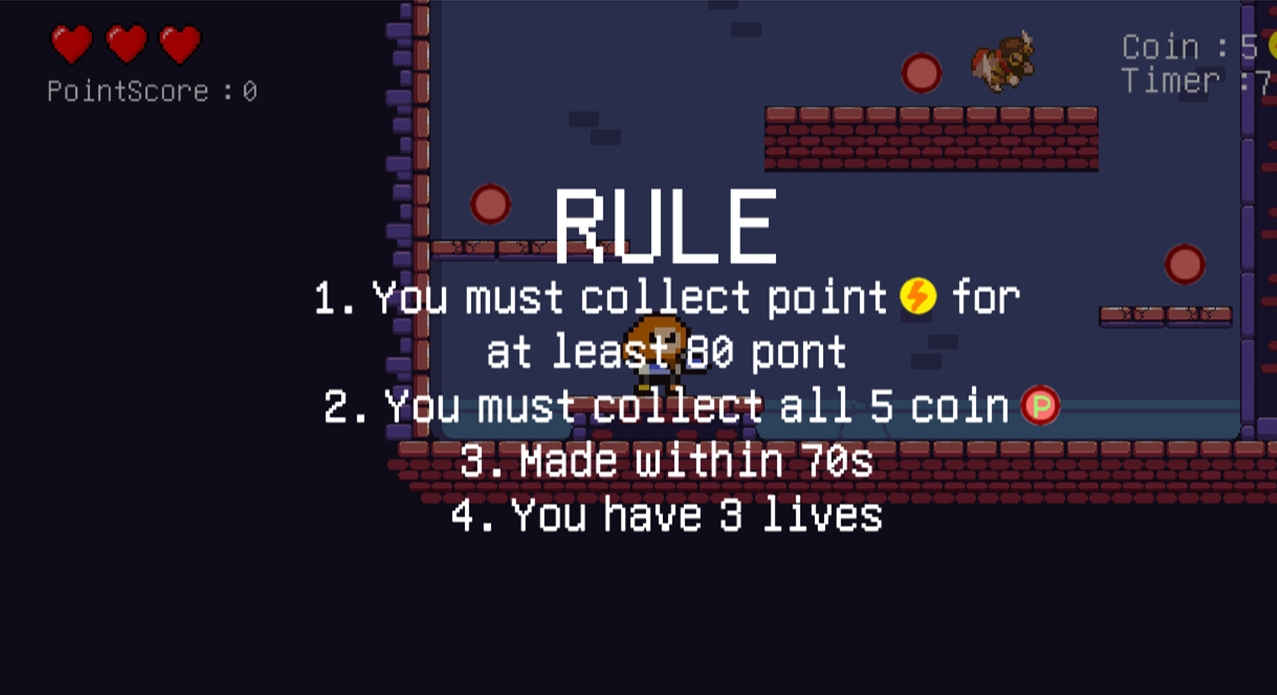 PointScore : 0
Coin : 5
Timer : 7
RULE
1. You must collect point for
at least 80 pont
2. You must collect all 5 coin P
3. Made within 70s
4. You have 3 lives